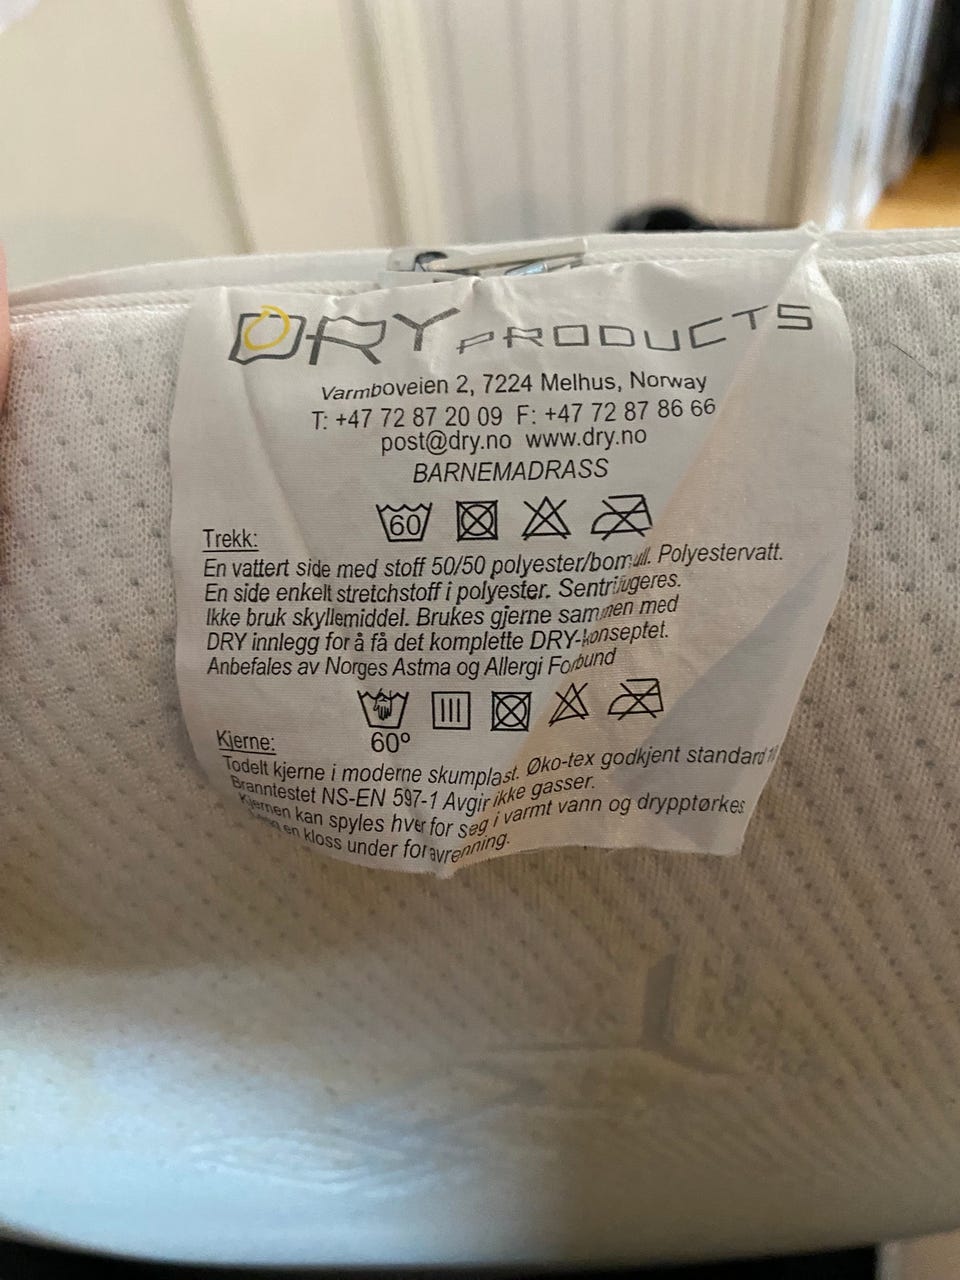 DRY PRODUCTS
Varmboveien 2, 7224 Melhus, Norway
T: +47 72 87 20 09 F: +47 72 87 86 66
post@dry.no www.dry.no
BARNEMADRASS
60
Trekk:
En vattert side med stoff 50/50 polyester/bomull. Polyestervatt.
En side enkelt stretchstoff i polyester. Sentrifugeres.
Ikke bruk skyllemiddel. Brukes gjerne sammen med
DRY innlegg for å få det komplette DRY-konseptet.
Anbefales av Norges Astma og Allergi Forbund
60°
Kjerne:
Todelt kjerne i moderne skumplast. Øko-tex godkjent standard
Branntestet NS-EN 597-1 Avgir ikke gasser.
Kjernen kan spyles hver for seg i varmt vann og drypptørkes
en kloss under for avrenning.